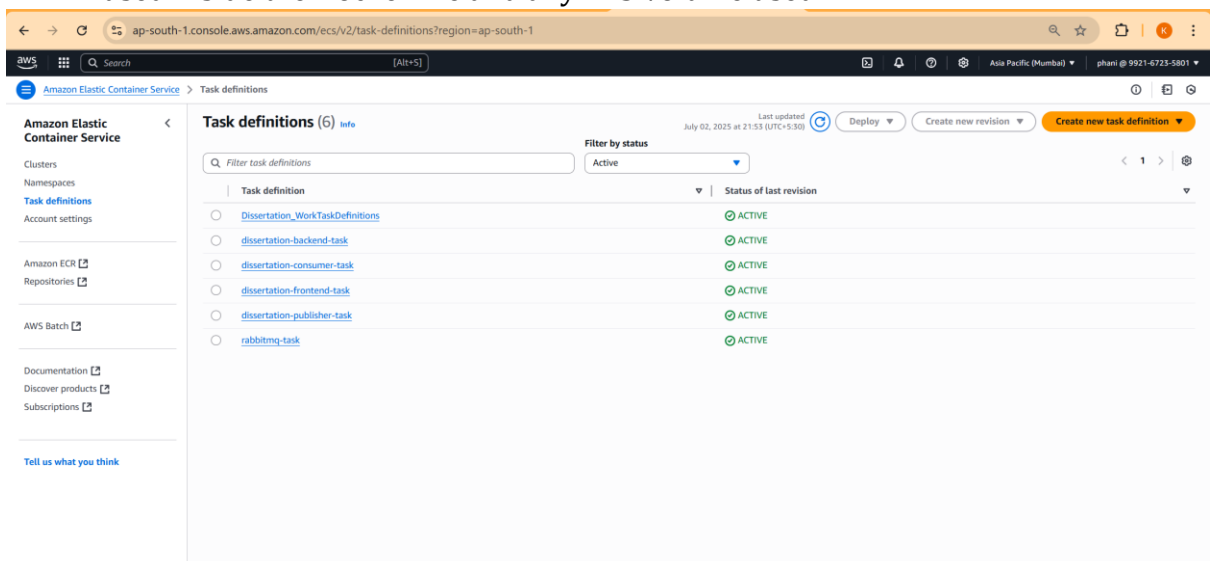 ap-south-1.console.aws.amazon.com/ecs/v2/task-definitions?region=ap-south-1
K
aws
Search [Alt+S]
Asia Pacific (Mumbai) ▼ phani @ 9921-6723-5801 ▼
Amazon Elastic Container Service > Task definitions
Amazon Elastic Container Service
Clusters
Namespaces
Task definitions
Account settings
Amazon ECR
Repositories
AWS Batch
Documentation
Discover products
Subscriptions
Tell us what you think
Task definitions (6) Info
Last updated
July 02, 2025 at 21:53 (UTC+5:30)
Deploy ▼
Create new revision ▼
Create new task definition ▼
Filter by status
Filter task definitions
Active
< 1 >
Task definition
Status of last revision
Dissertation_WorkTaskDefinitions ACTIVE
dissertation-backend-task ACTIVE
dissertation-consumer-task ACTIVE
dissertation-frontend-task ACTIVE
dissertation-publisher-task ACTIVE
rabbitmq-task ACTIVE